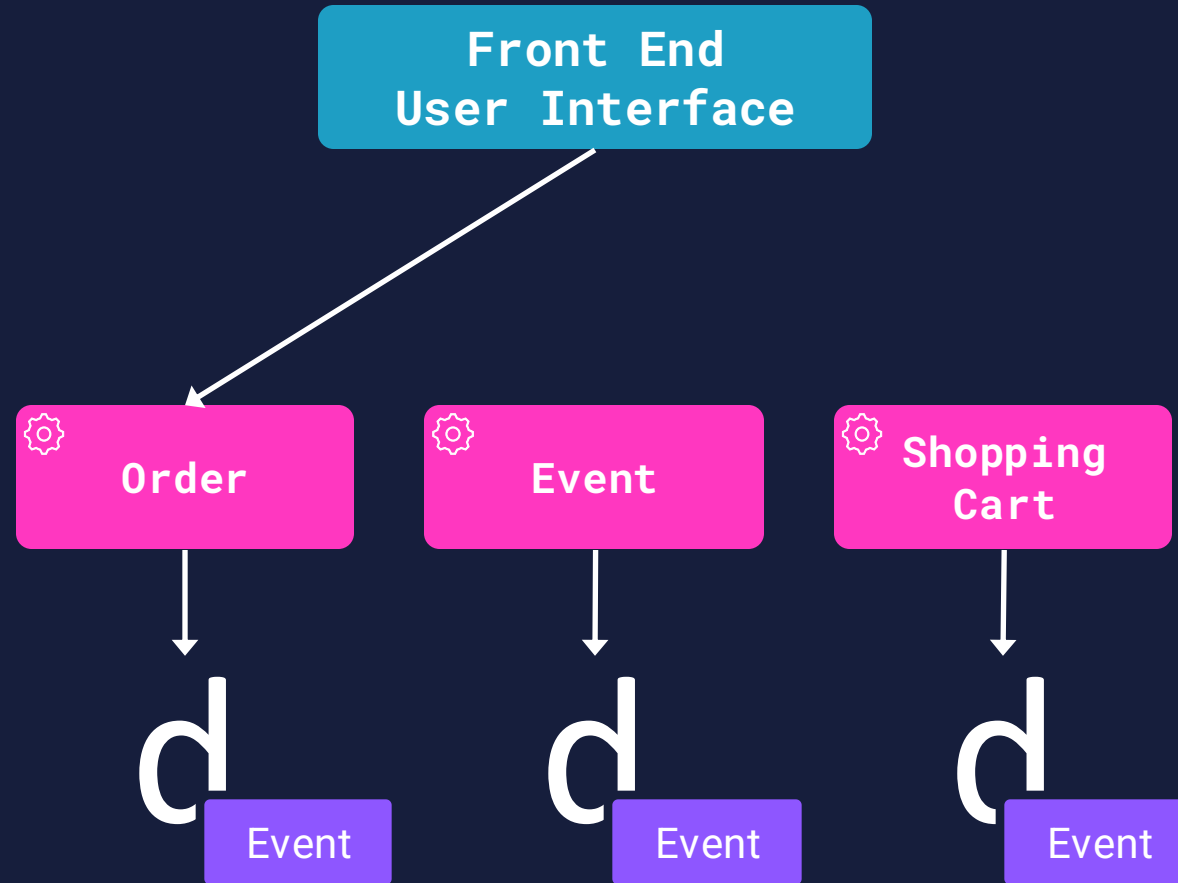 Front End
User Interface
Order
Event
Shopping
Cart
d
d
d
Event
Event
Event